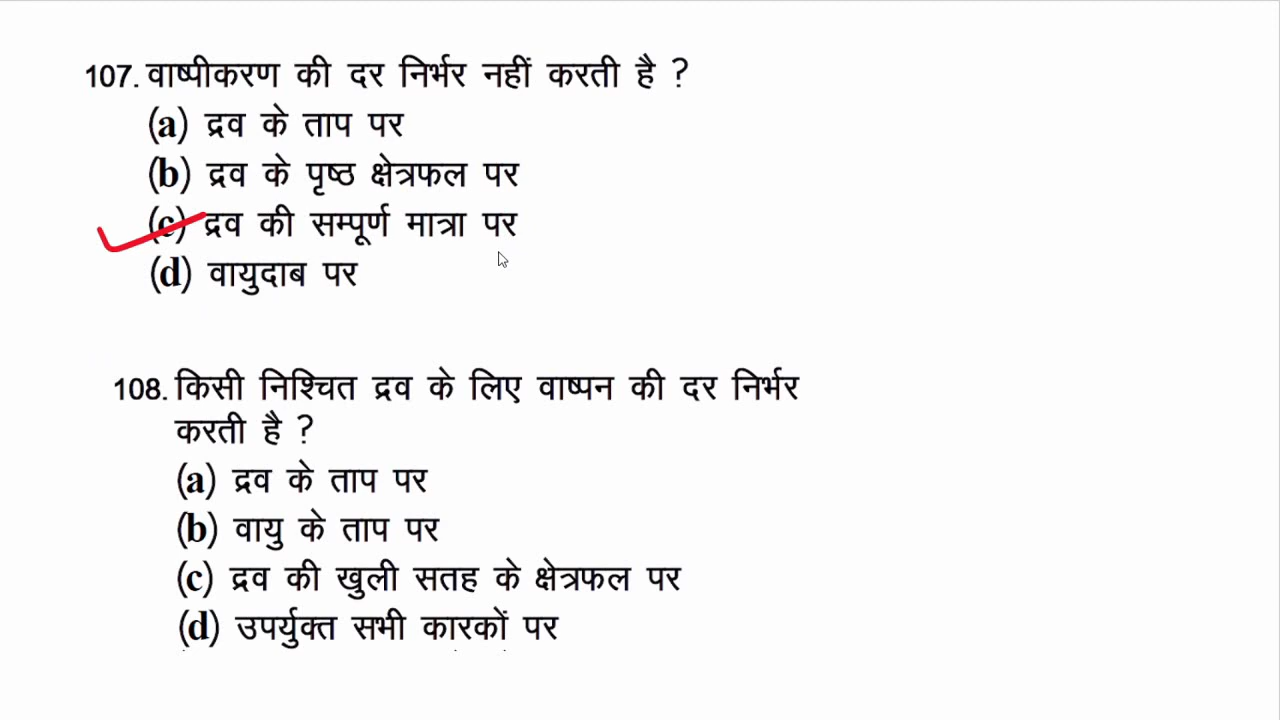 107. वाष्पीकरण की दर निर्भर नहीं करती है ?
(a) द्रव के ताप पर
(b) द्रव के पृष्ठ क्षेत्रफल पर
(c) द्रव की सम्पूर्ण मात्रा पर
(d) वायुदाब पर
108. किसी निश्चित द्रव के लिए वाष्पन की दर निर्भर
करती है ?
(a) द्रव के ताप पर
(b) वायु के ताप पर
(c) द्रव की खुली सतह के क्षेत्रफल पर
(d) उपर्युक्त सभी कारकों पर